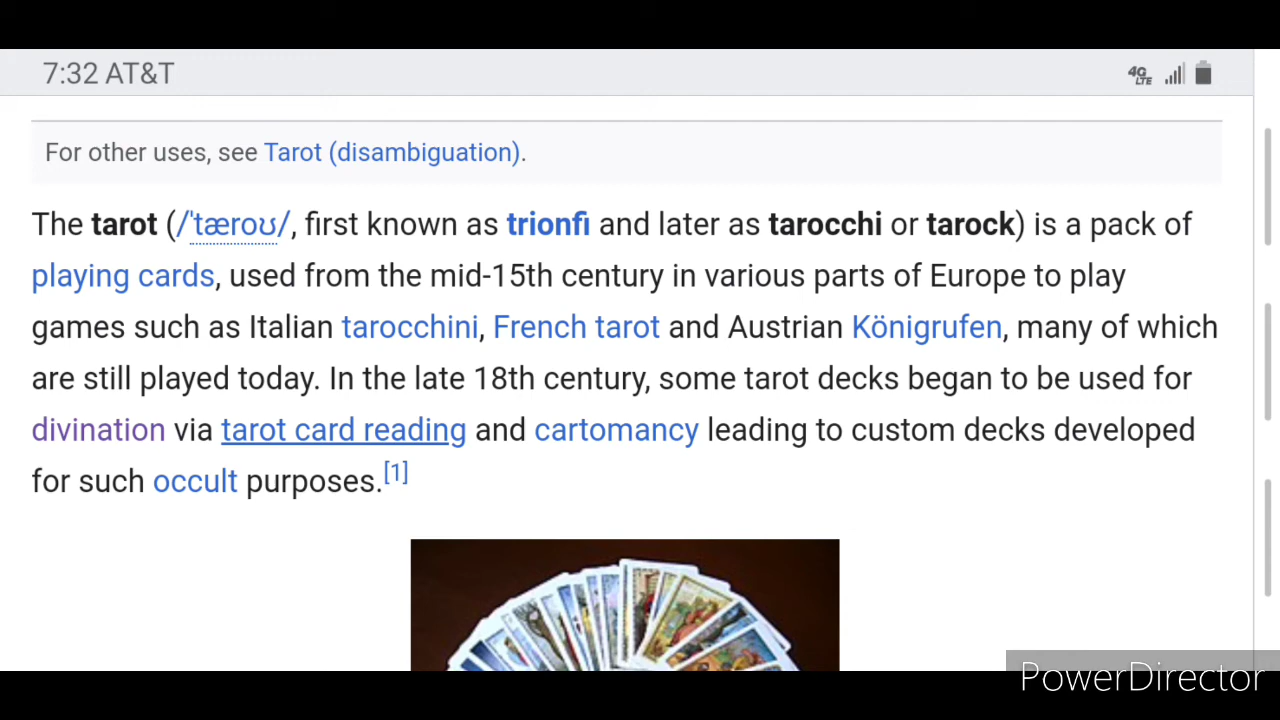 7:32 AT&T
4G
LTE
For other uses, see Tarot (disambiguation).
The tarot (/ˈtæroʊ/, first known as trionfi and later as tarocchi or tarock) is a pack of
playing cards, used from the mid-15th century in various parts of Europe to play
games such as Italian tarocchini, French tarot and Austrian Königrufen, many of which
are still played today. In the late 18th century, some tarot decks began to be used for
divination via tarot card reading and cartomancy leading to custom decks developed
for such occult purposes.[1]
PowerDirector